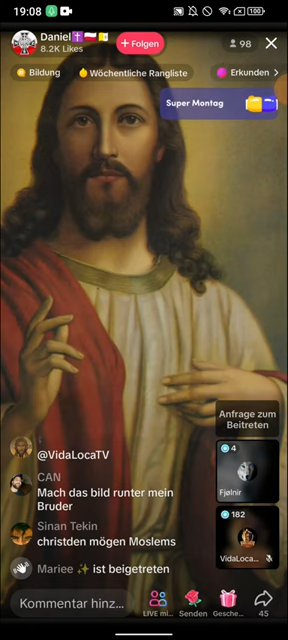 19:08
100
Daniel
8.2K Likes
+ Folgen
98
Bildung
Wöchentliche Rangliste
Erkunden
Super Montag
Anfrage zum
Beitreten
4
Fjølnir
182
VidaLoca...
@VidaLocaTV
CAN
Mach das bild runter mein
Bruder
Sinan Tekin
christden mögen Moslems
Mariee ✨ ist beigetreten
Kommentar hinz...
LIVE mi...
Senden
Gesche...
45